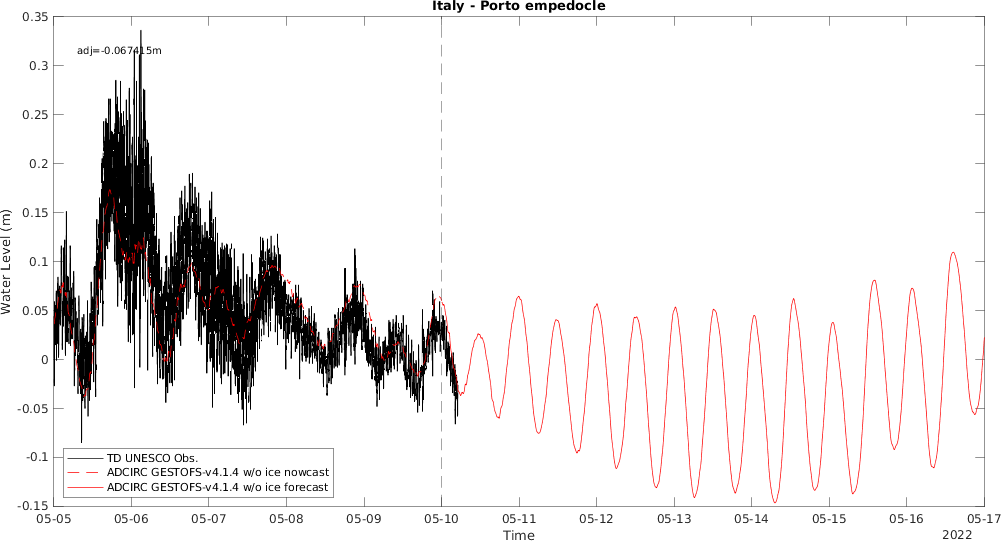 Italy - Porto empedocle
0.35
0.3
0.25
0.2
0.15
0.1
0.05
0
-0.05
-0.1
-0.15
Water Level (m)
adj=-0.067415m
TD UNESCO Obs.
ADCIRC GESTOFS-v4.1.4 w/o ice nowcast
ADCIRC GESTOFS-v4.1.4 w/o ice forecast
05-05 05-06 05-07 05-08 05-09 05-10 05-11 05-12 05-13 05-14 05-15 05-16 05-17
Time
2022